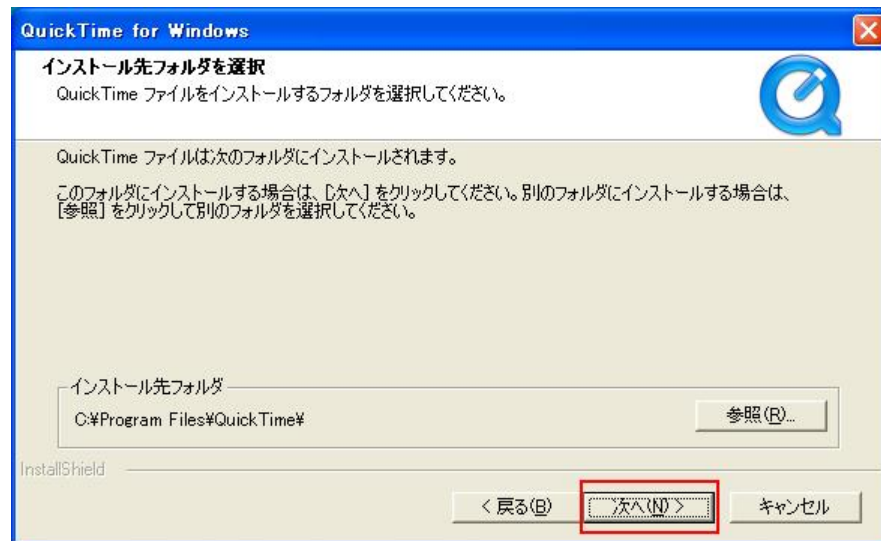 QuickTime for Windows
インストール先フォルダを選択
QuickTime ファイルをインストールするフォルダを選択してください。
QuickTime ファイルは次のフォルダにインストールされます。
このフォルダにインストールする場合は、[次へ] をクリックしてください。別のフォルダにインストールする場合は、
[参照] をクリックして別のフォルダを選択してください。
インストール先フォルダ
C:¥Program Files¥QuickTime¥
参照(R)...
InstallShield
< 戻る(B)
次へ(N) >
キャンセル